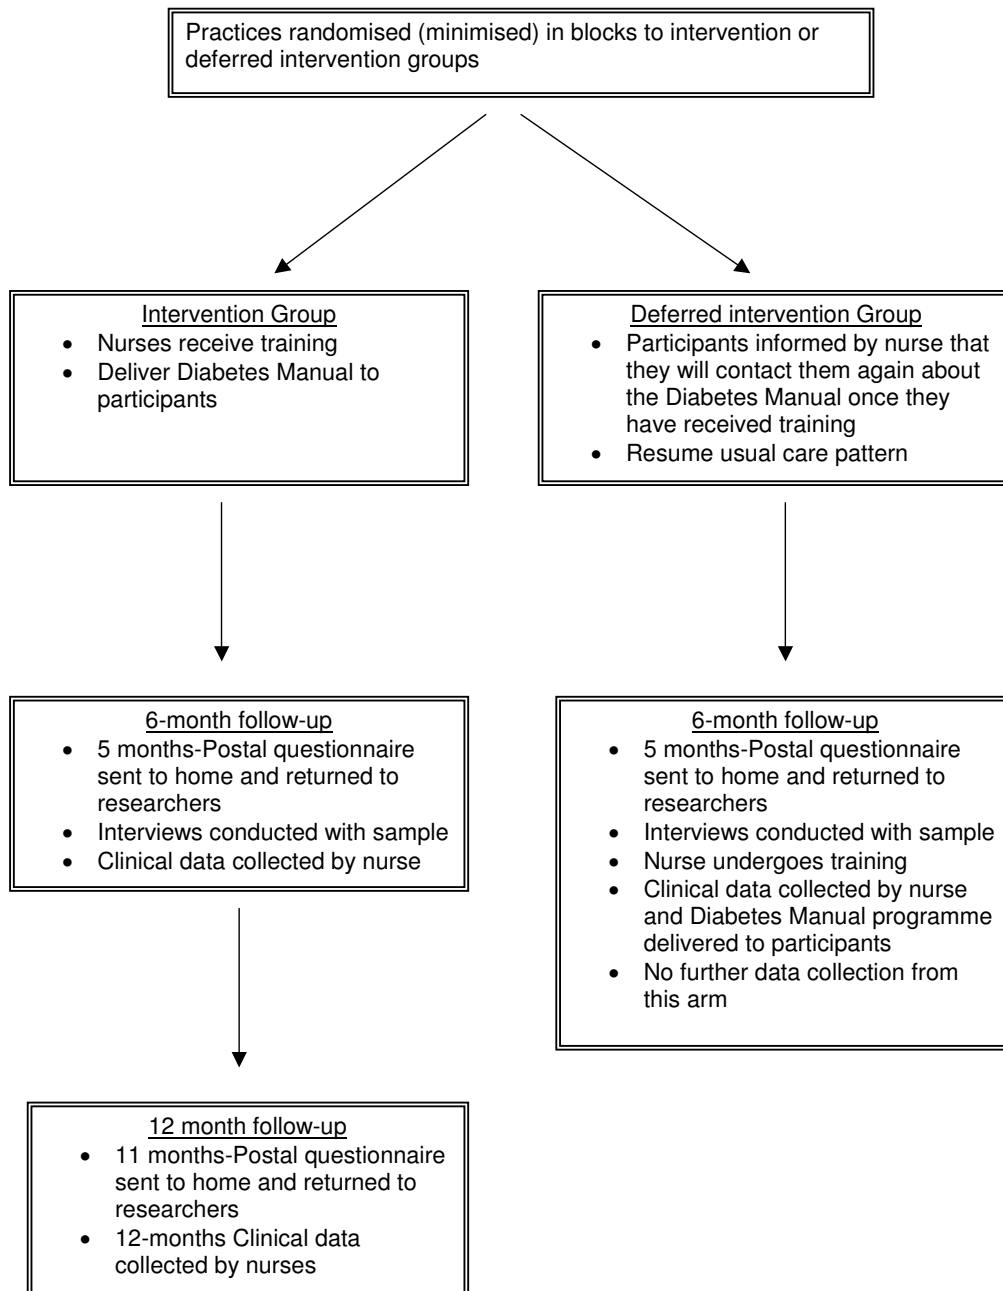 Practices randomised (minimised) in blocks to intervention or
deferred intervention groups
Intervention Group
• Nurses receive training
• Deliver Diabetes Manual to
participants
Deferred intervention Group
• Participants informed by nurse that
they will contact them again about
the Diabetes Manual once they
have received training
• Resume usual care pattern
6-month follow-up
• 5 months-Postal questionnaire
sent to home and returned to
researchers
• Interviews conducted with sample
• Clinical data collected by nurse
6-month follow-up
• 5 months-Postal questionnaire
sent to home and returned to
researchers
• Interviews conducted with sample
• Nurse undergoes training
• Clinical data collected by nurse
and Diabetes Manual programme
delivered to participants
• No further data collection from
this arm
12 month follow-up
• 11 months-Postal questionnaire
sent to home and returned to
researchers
• 12-months Clinical data
collected by nurses